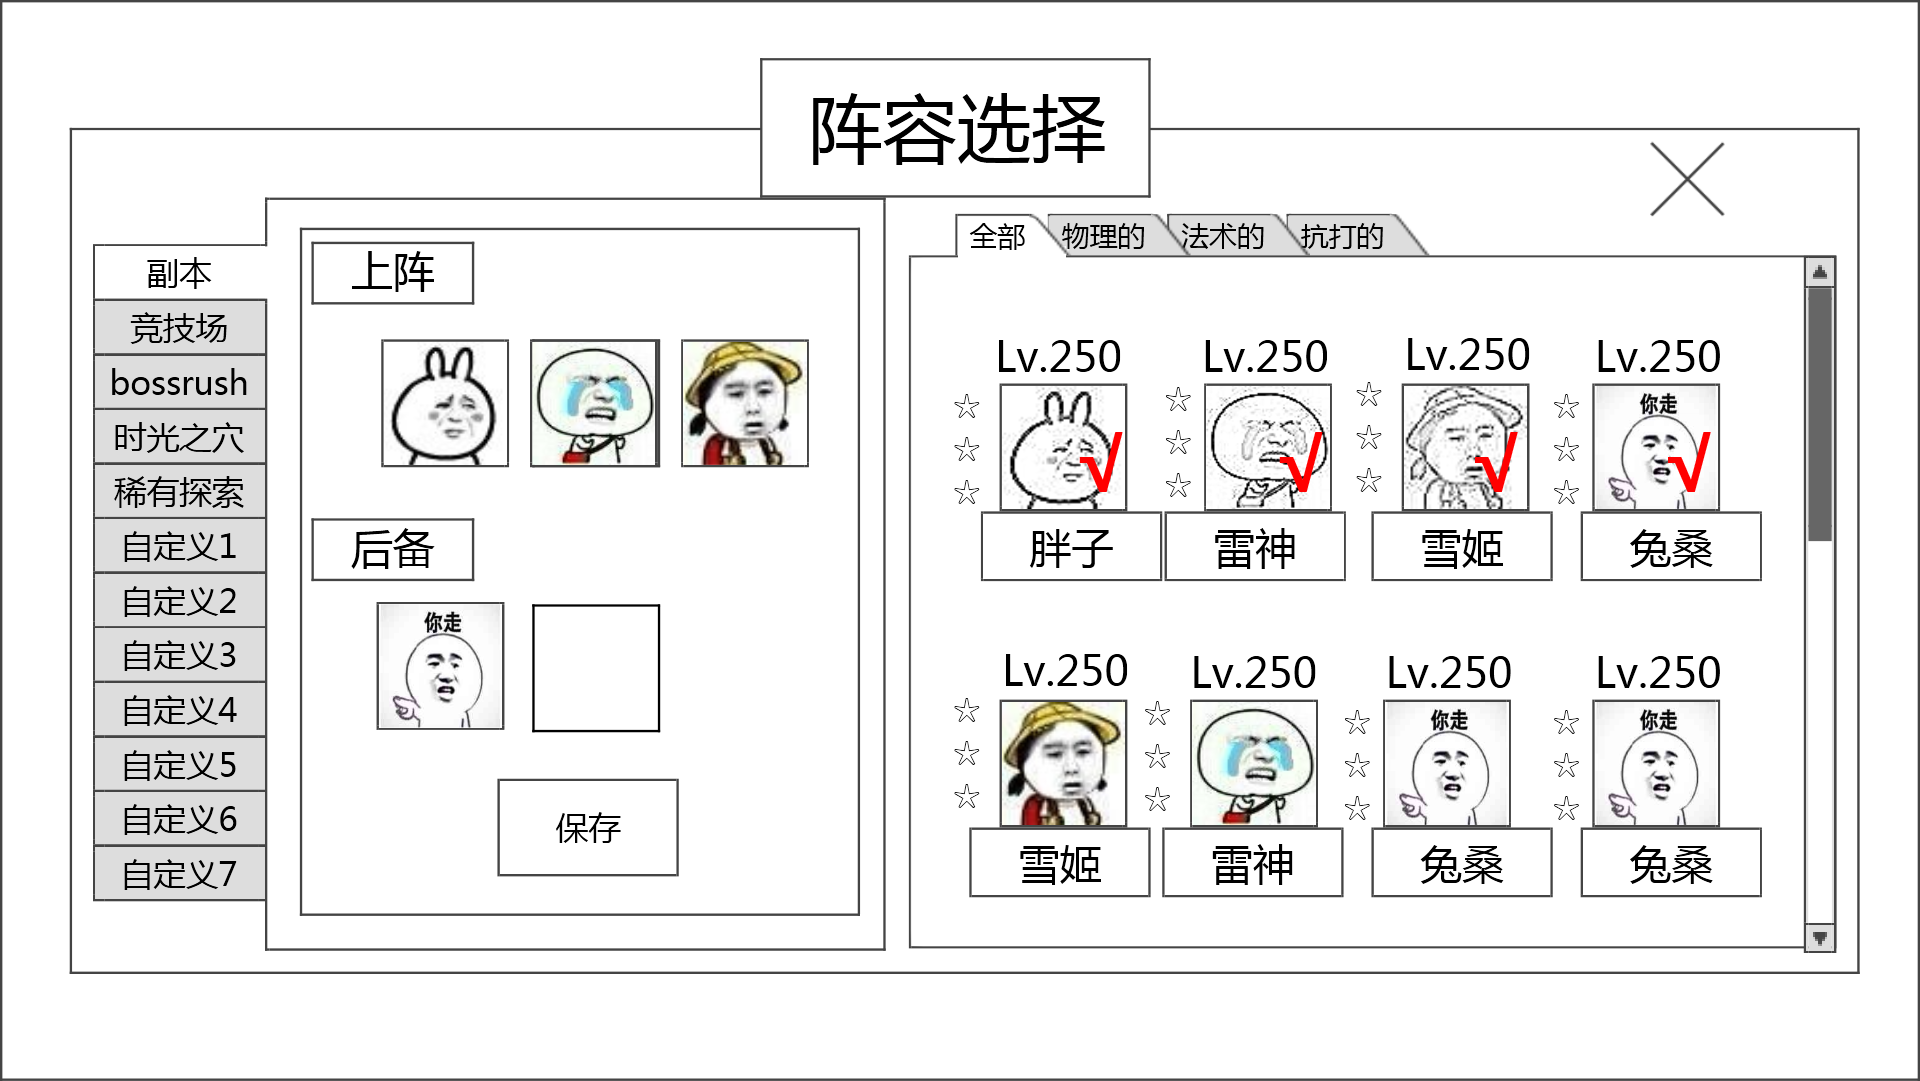 阵容选择
副本
竞技场
bossrush
时光之穴
稀有探索
自定义1
自定义2
自定义3
自定义4
自定义5
自定义6
自定义7
上阵
后备
你走
保存
全部 物理的 法术的 抗打的
Lv.250 Lv.250 Lv.250 Lv.250
你走
胖子 雷神 雪姬 兔桑
Lv.250 Lv.250 Lv.250 Lv.250
你走 你走
雪姬 雷神 兔桑 兔桑